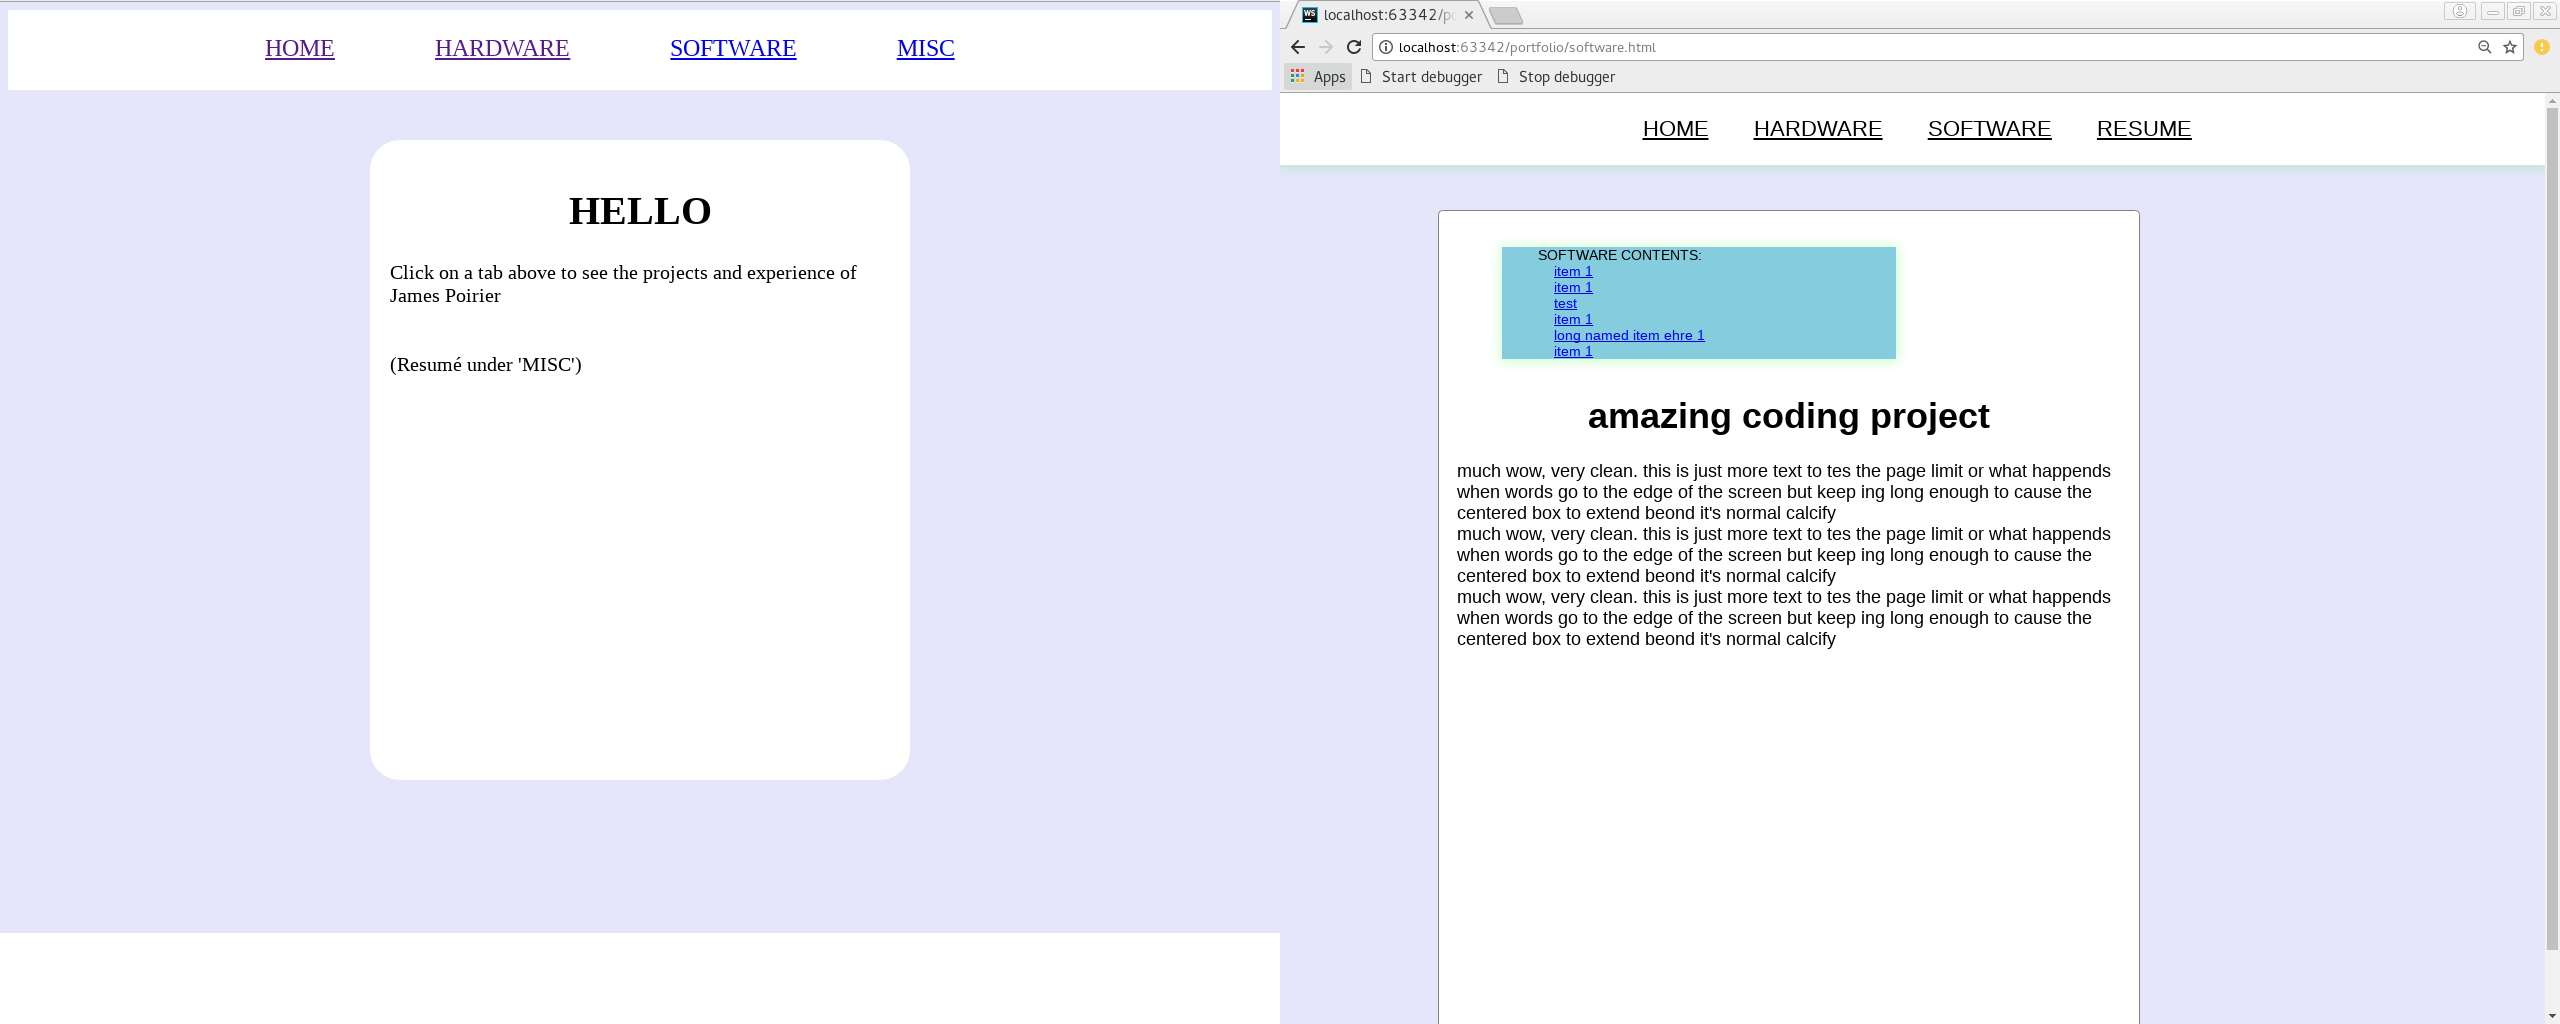 HOME HARDWARE SOFTWARE MISC
HELLO
Click on a tab above to see the projects and experience of
James Poirier
(Resumé under 'MISC')
WS localhost:63342/po
localhost:63342/portfolio/software.html
Apps Start debugger Stop debugger
HOME HARDWARE SOFTWARE RESUME
SOFTWARE CONTENTS:
item 1
item 1
test
item 1
long named item ehre 1
item 1
amazing coding project
much wow, very clean. this is just more text to tes the page limit or what happends
when words go to the edge of the screen but keep ing long enough to cause the
centered box to extend beond it's normal calcify
much wow, very clean. this is just more text to tes the page limit or what happends
when words go to the edge of the screen but keep ing long enough to cause the
centered box to extend beond it's normal calcify
much wow, very clean. this is just more text to tes the page limit or what happends
when words go to the edge of the screen but keep ing long enough to cause the
centered box to extend beond it's normal calcify